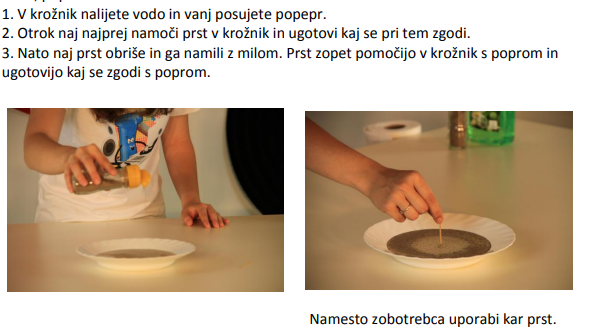 1. V krožnik nalijete vodo in vanj posujete popepr.
2. Otrok naj najprej namoči prst v krožnik in ugotovi kaj se pri tem zgodi.
3. Nato naj prst obriše in ga namili z milom. Prst zopet pomočijo v krožnik s poprom in
ugotovijo kaj se zgodi s poprom.
Namesto zobotrebca uporabi kar prst.